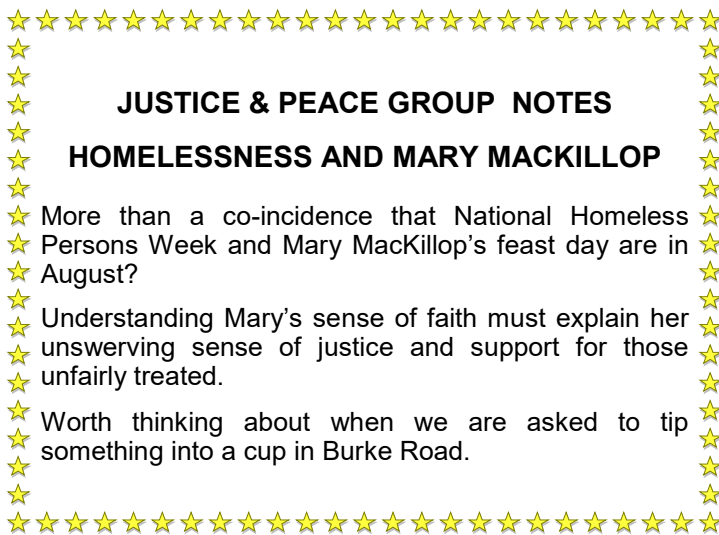 JUSTICE & PEACE GROUP  NOTES
HOMELESSNESS AND MARY MACKILLOP
More than a co-incidence that National Homeless
Persons Week and Mary MacKillop’s feast day are in
August?
Understanding Mary’s sense of faith must explain her
unswerving sense of justice and support for those
unfairly treated.
Worth thinking about when we are asked to tip
something into a cup in Burke Road.